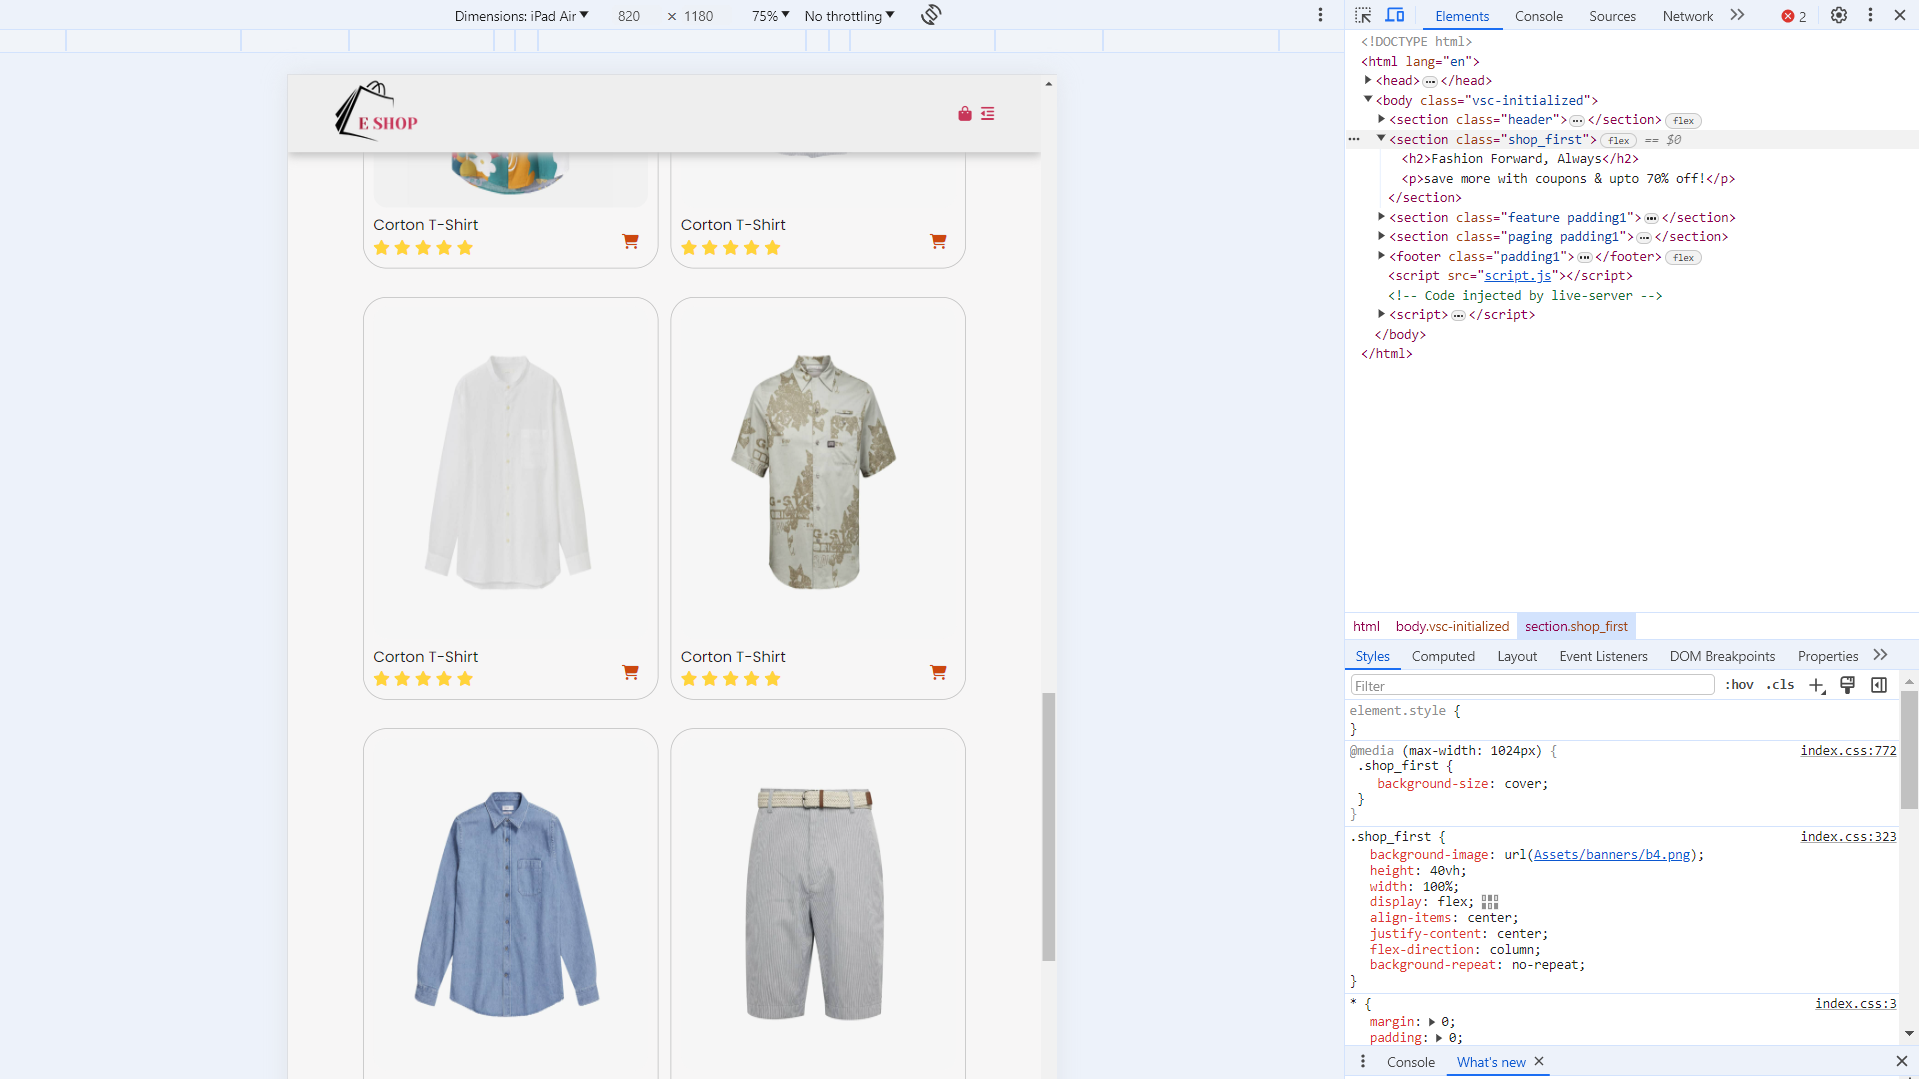 Dimensions: iPad Air 820 × 1180 75% No throttling
E SHOP
Corton T-Shirt
Corton T-Shirt
Corton T-Shirt
Corton T-Shirt
Elements Console Sources Network 2
<!DOCTYPE html>
<html lang="en">
<head>…</head>
<body class="vsc-initialized">
<section class="header">…</section> flex
<section class="shop_first"> flex == $0
<h2>Fashion Forward, Always</h2>
<p>save more with coupons & upto 70% off!</p>
</section>
<section class="feature padding1">…</section>
<section class="paging padding1">…</section>
<footer class="padding1">…</footer> flex
<script src="script.js"></script>
<!-- Code injected by live-server -->
<script>…</script>
</body>
</html>
html body.vsc-initialized section.shop_first
Styles Computed Layout Event Listeners DOM Breakpoints Properties
Filter :hov .cls
element.style {
}
@media (max-width: 1024px) { index.css:772
.shop_first {
background-size: cover;
}
}
.shop_first { index.css:323
background-image: url(Assets/banners/b4.png);
height: 40vh;
width: 100%;
display: flex;
align-items: center;
justify-content: center;
flex-direction: column;
background-repeat: no-repeat;
}
* { index.css:3
margin: 0;
padding: 0;
Console What's new